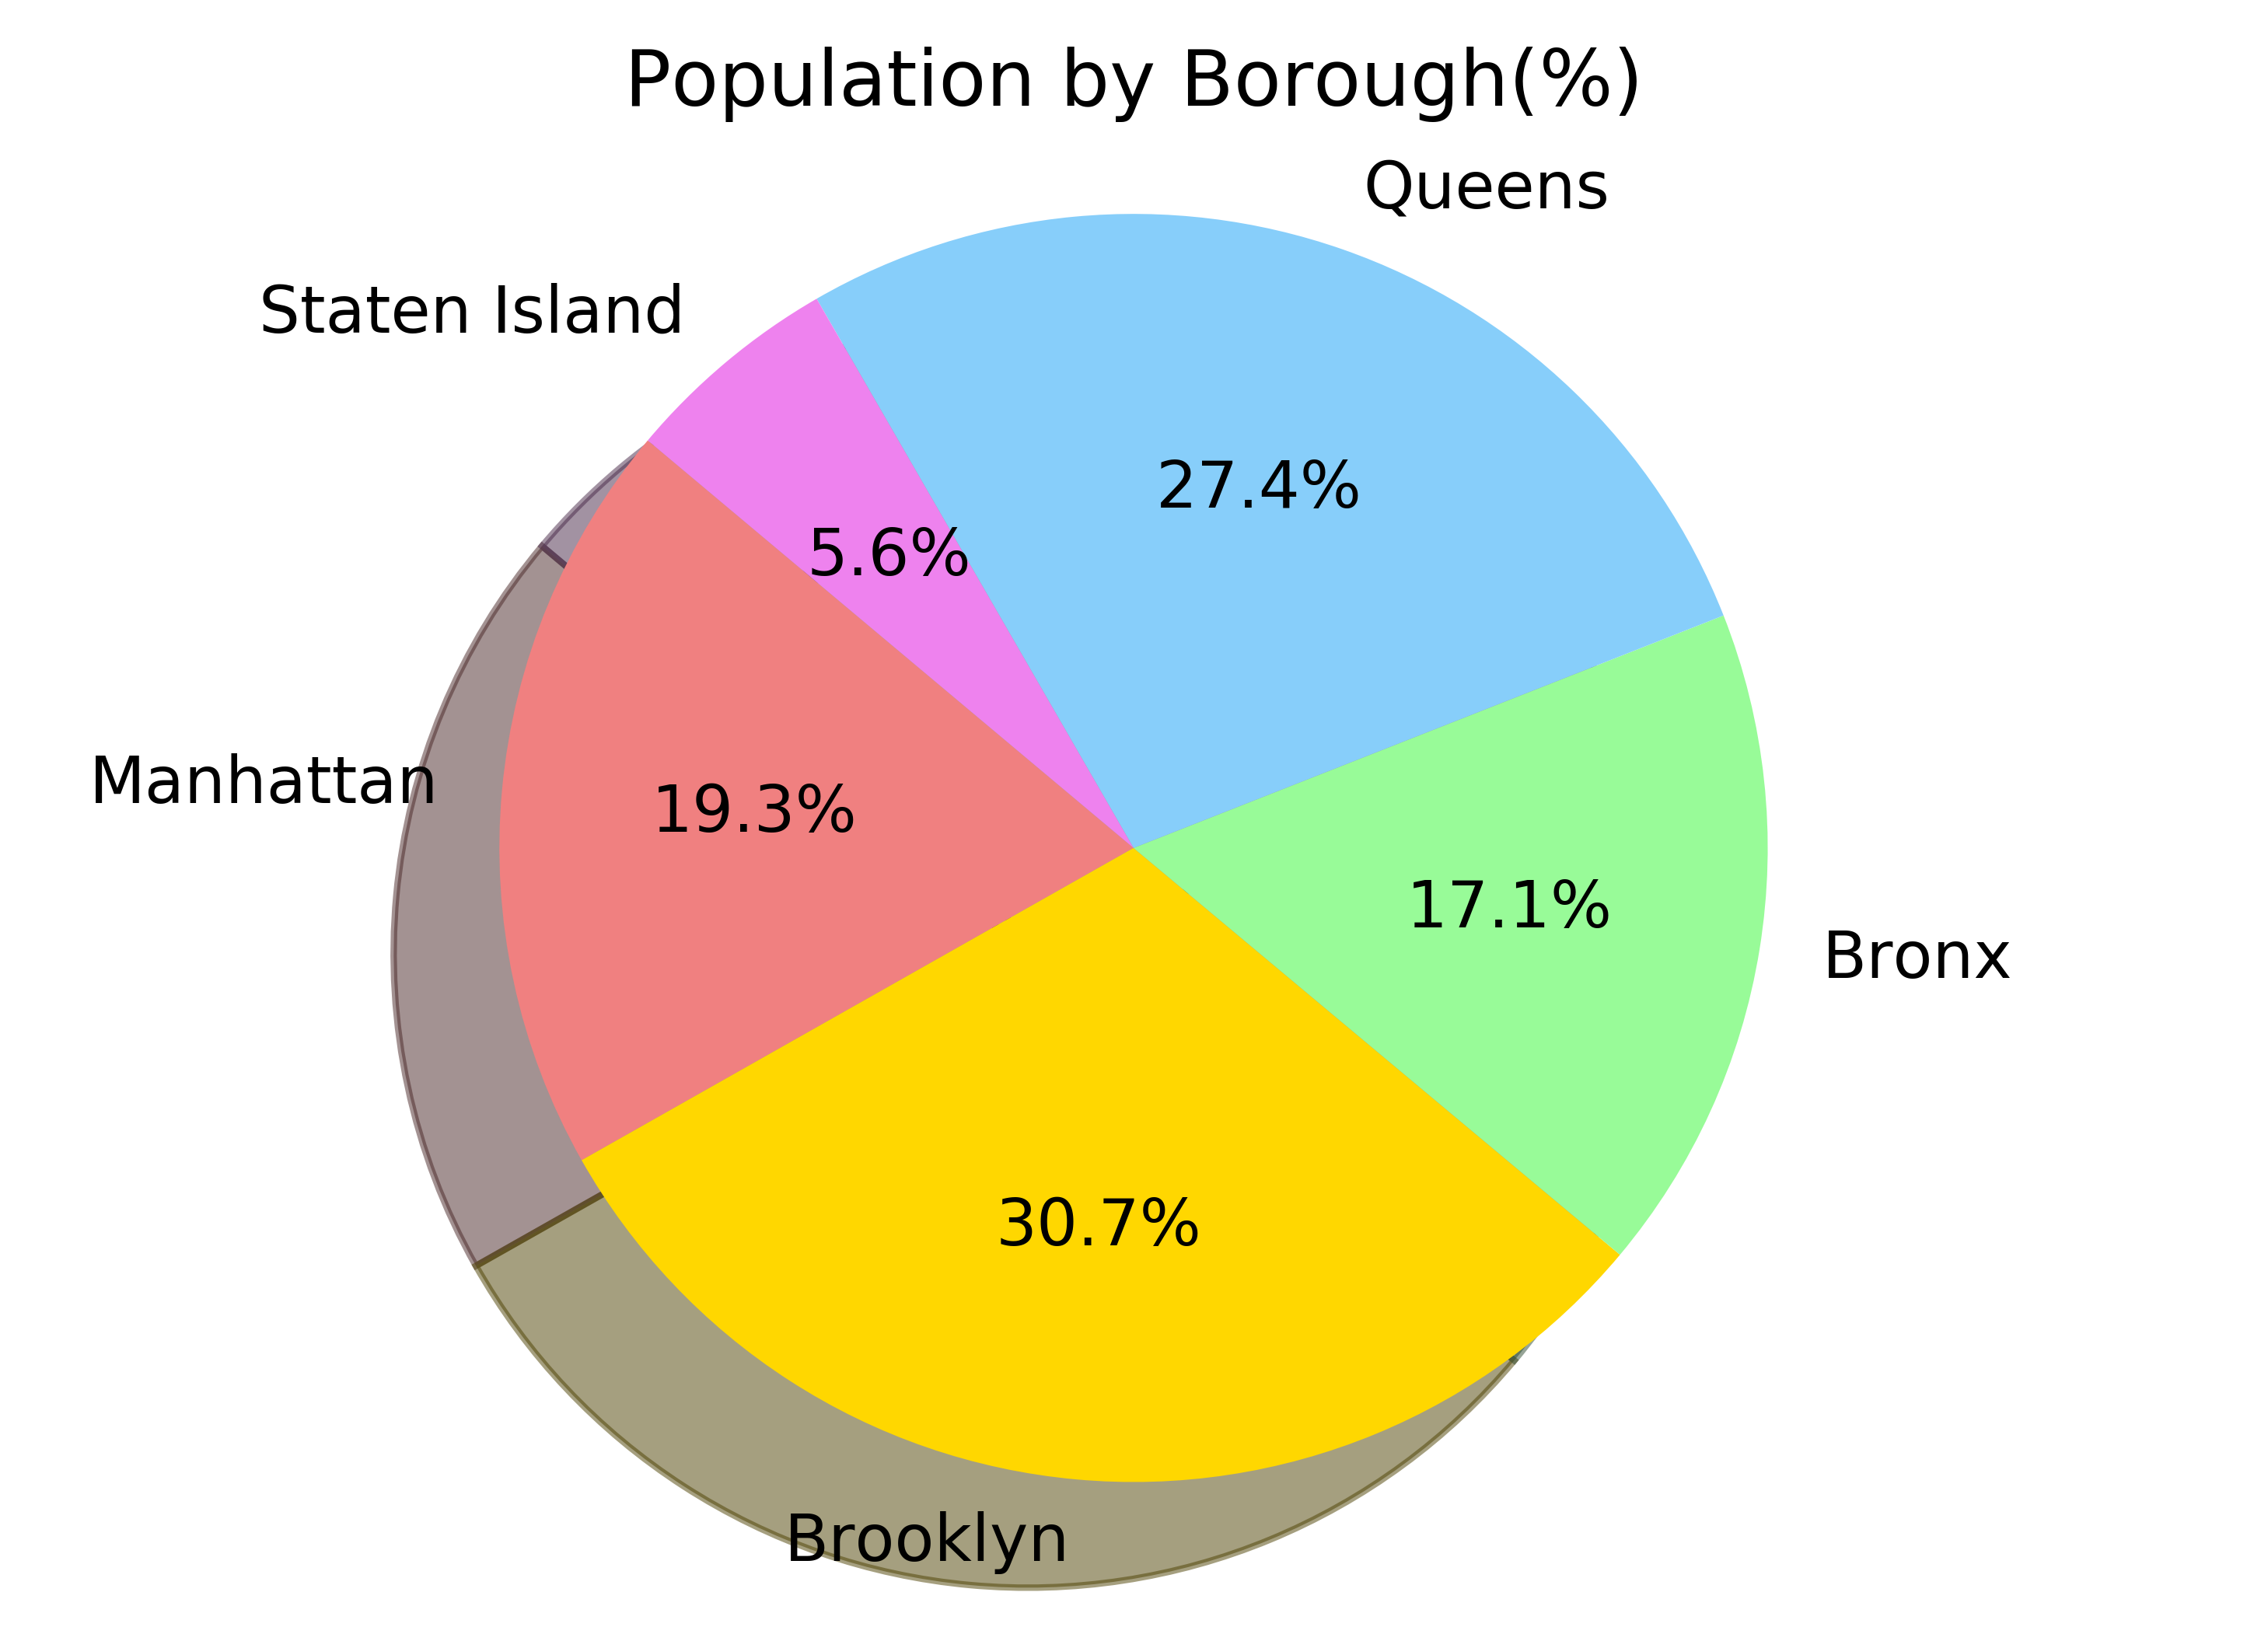 Population by Borough(%)
Queens
Staten Island
27.4%
5.6%
Manhattan
19.3%
17.1%
Bronx
30.7%
Brooklyn